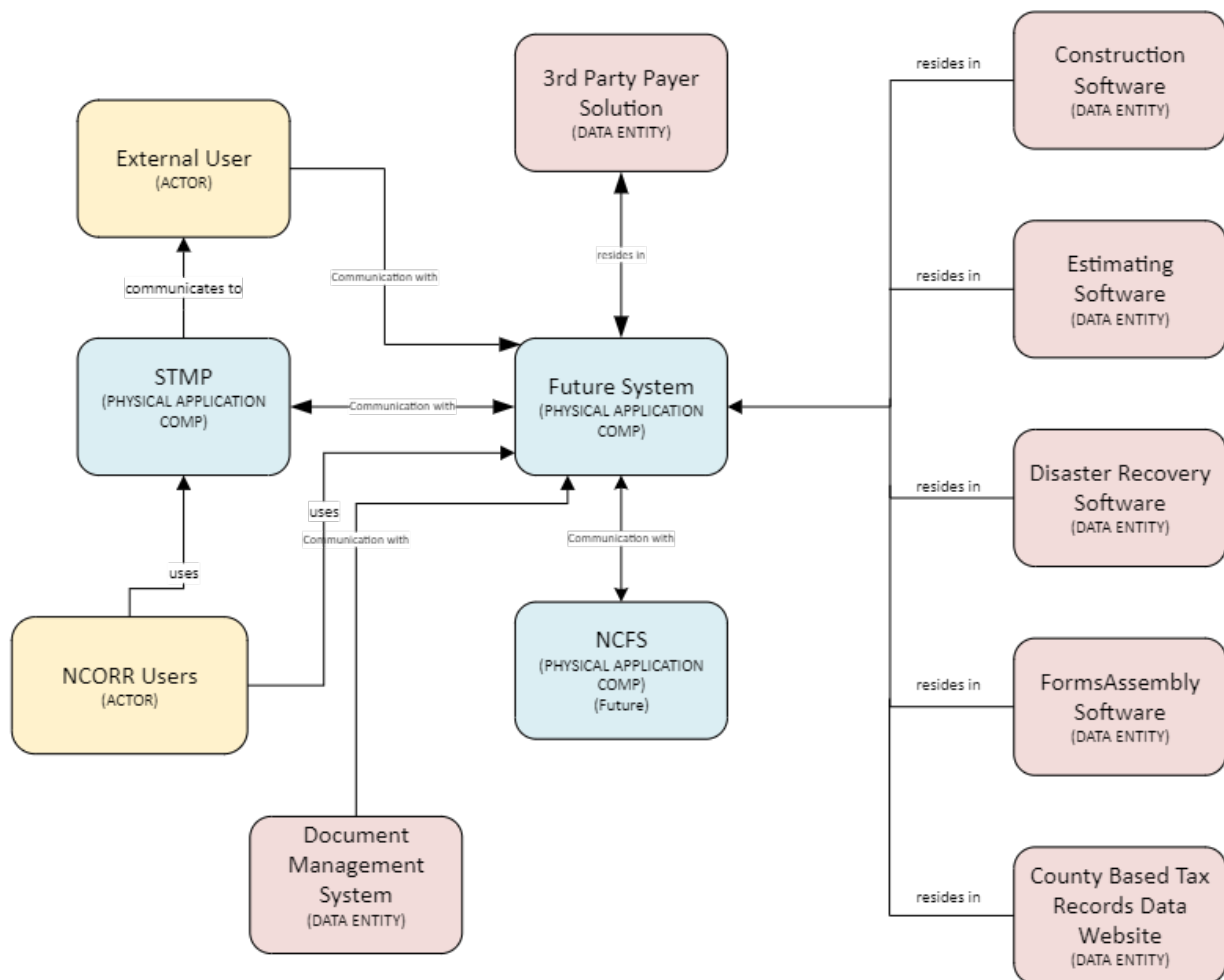 Construction
Software
(DATA ENTITY)
resides in
3rd Party Payer
Solution
(DATA ENTITY)
External User
(ACTOR)
resides in
Communication with
communicates to
Estimating
Software
(DATA ENTITY)
resides in
STMP
(PHYSICAL APPLICATION
COMP)
Communication with
Future System
(PHYSICAL APPLICATION
COMP)
Disaster Recovery
Software
(DATA ENTITY)
resides in
uses
Communication with
Communication with
uses
NCORR Users
(ACTOR)
NCFS
(PHYSICAL APPLICATION
COMP)
(Future)
FormsAssembly
Software
(DATA ENTITY)
resides in
Document
Management
System
(DATA ENTITY)
County Based Tax
Records Data
Website
(DATA ENTITY)
resides in